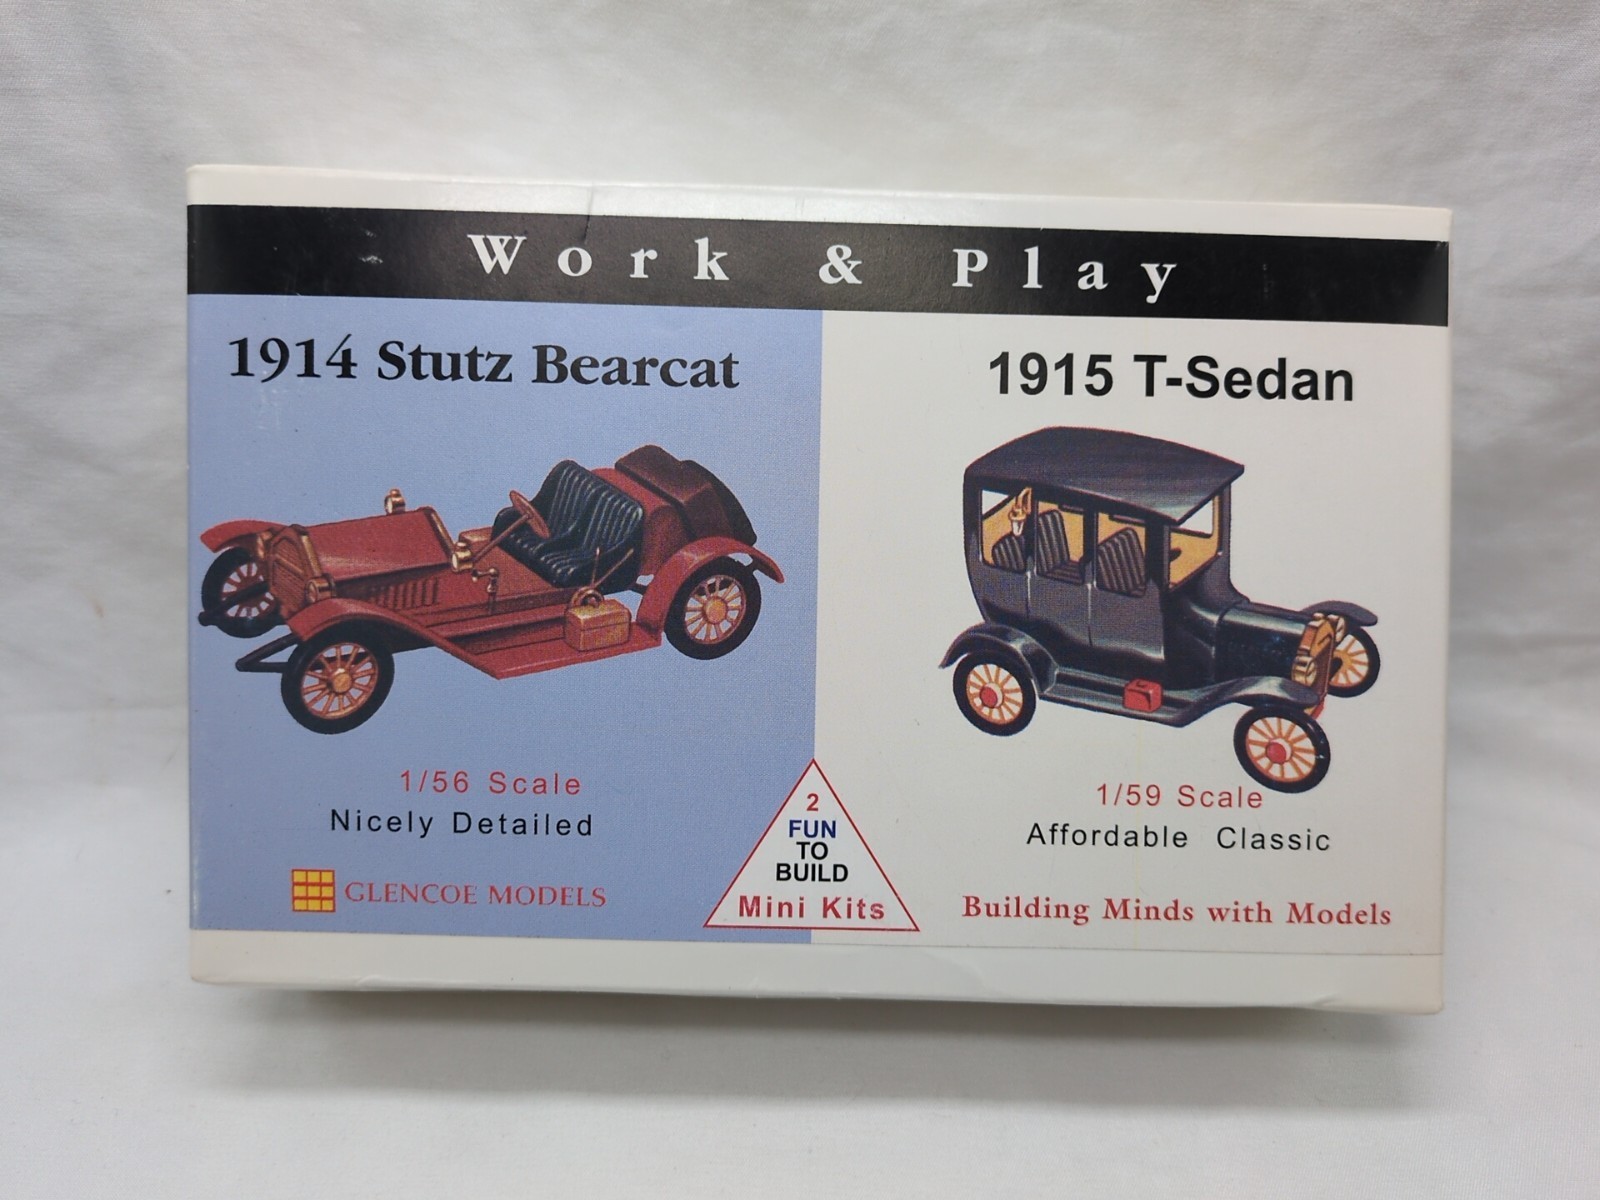 Work & Play
1914 Stutz Bearcat
1/56 Scale
Nicely Detailed
GLENCOE MODELS
2
FUN
TO
BUILD
Mini Kits
1915 T-Sedan
1/59 Scale
Affordable Classic
Building Minds with Models